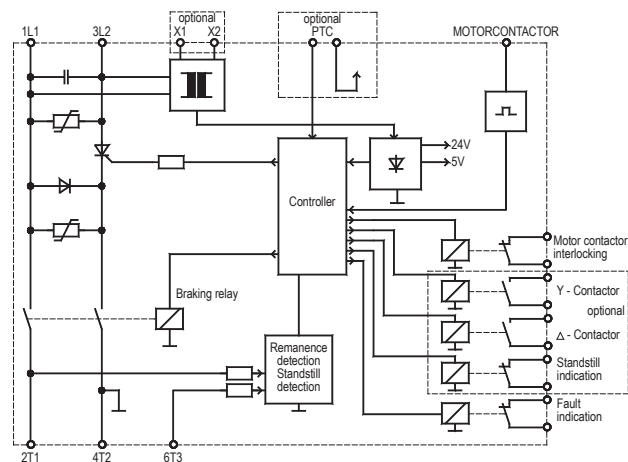 optional
optional
1L1
3L2
X1
X2
PTC
MOTORCONTACTOR
24V
5V
Controller
Motor contactor
interlocking
Braking relay
Y - Contactor
optional
Δ - Contactor
Remanence
detection
Standstill
detection
Standstill
indication
Fault
indication
2T1
4T2
6T3